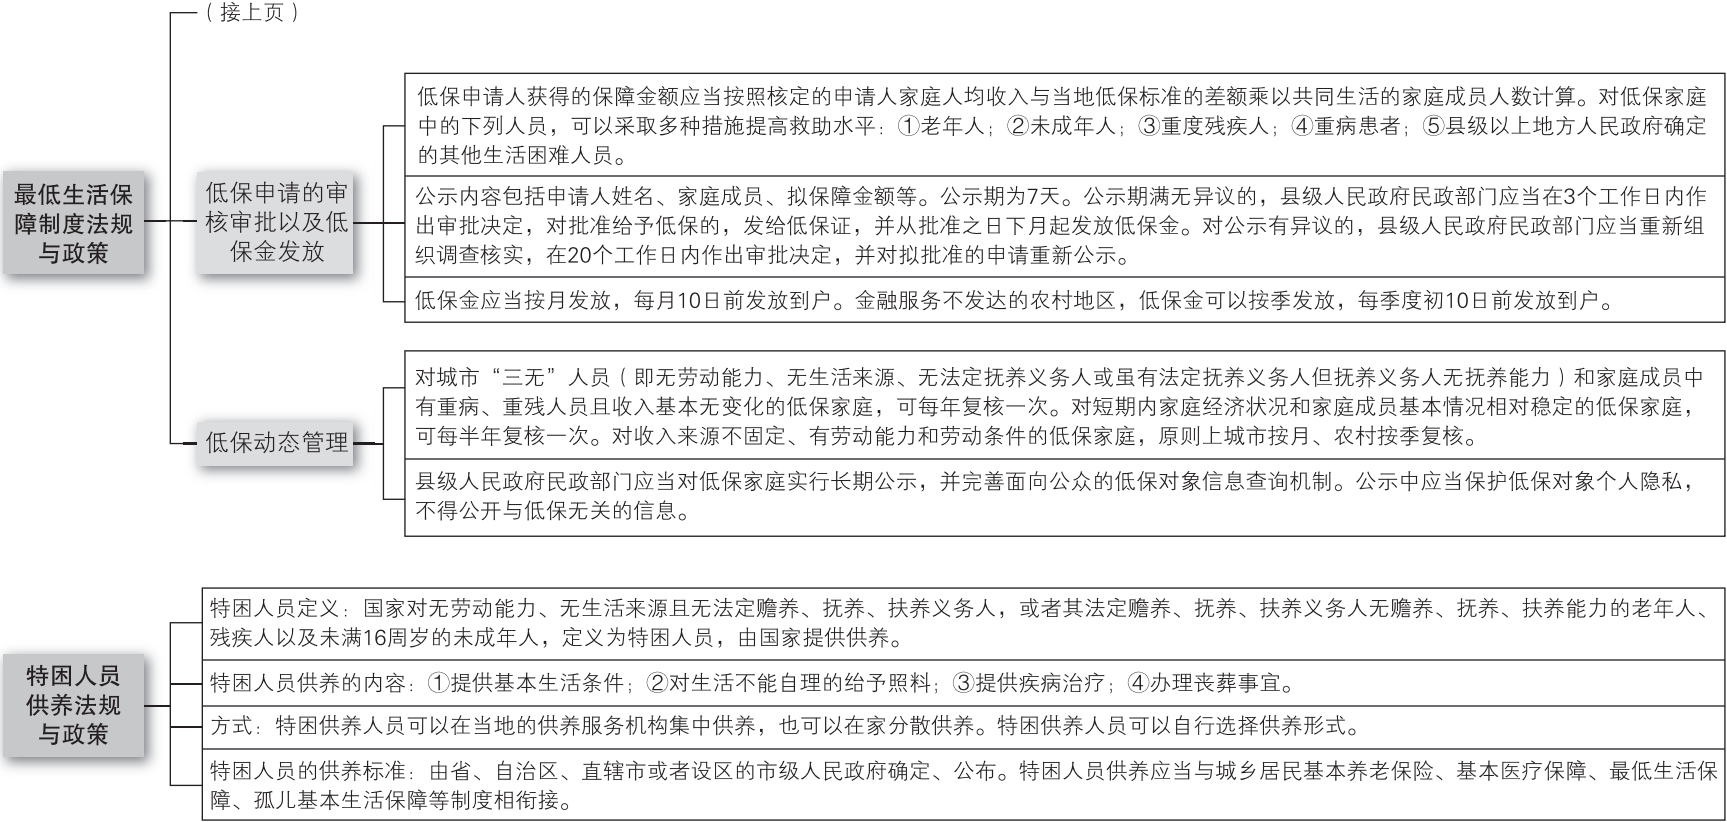 （接上页）
最低生活保
障制度法规
与政策
低保申请的审
核审批以及低
保金发放
低保申请人获得的保障金额应当按照核定的申请人家庭人均收入与当地低保标准的差额乘以共同生活的家庭成员人数计算。对低保家庭
中的下列人员，可以采取多种措施提高救助水平：①老年人；②未成年人；③重度残疾人；④重病患者；⑤县级以上地方人民政府确定
的其他生活困难人员。
公示内容包括申请人姓名、家庭成员、拟保障金额等。公示期为7天。公示期满无异议的，县级人民政府民政部门应当在3个工作日内作
出审批决定，对批准给予低保的，发给低保证，并从批准之日下月起发放低保金。对公示有异议的，县级人民政府民政部门应当重新组
织调查核实，在20个工作日内作出审批决定，并对拟批准的申请重新公示。
低保金应当按月发放，每月10日前发放到户。金融服务不发达的农村地区，低保金可以按季发放，每季度初10日前发放到户。
低保动态管理
对城市“三无”人员（即无劳动能力、无生活来源、无法定抚养义务人或虽有法定抚养义务人但抚养义务人无抚养能力）和家庭成员中
有重病、重残人员且收入基本无变化的低保家庭，可每年复核一次。对短期内家庭经济状况和家庭成员基本情况相对稳定的低保家庭，
可每半年复核一次。对收入来源不固定、有劳动能力和劳动条件的低保家庭，原则上城市按月、农村按季复核。
县级人民政府民政部门应当对低保家庭实行长期公示，并完善面向公众的低保对象信息查询机制。公示中应当保护低保对象个人隐私，
不得公开与低保无关的信息。
特困人员
供养法规
与政策
特困人员定义：国家对无劳动能力、无生活来源且无法定赡养、抚养、扶养义务人，或者其法定赡养、抚养、扶养义务人无赡养、抚养、扶养能力的老年人、
残疾人以及未满16周岁的未成年人，定义为特困人员，由国家提供供养。
特困人员供养的内容：①提供基本生活条件；②对生活不能自理的给予照料；③提供疾病治疗；④办理丧葬事宜。
方式：特困供养人员可以在当地的供养服务机构集中供养，也可以在家分散供养。特困供养人员可以自行选择供养形式。
特困人员的供养标准：由省、自治区、直辖市或者设区的市级人民政府确定、公布。特困人员供养应当与城乡居民基本养老保险、基本医疗保障、最低生活保
障、孤儿基本生活保障等制度相衔接。